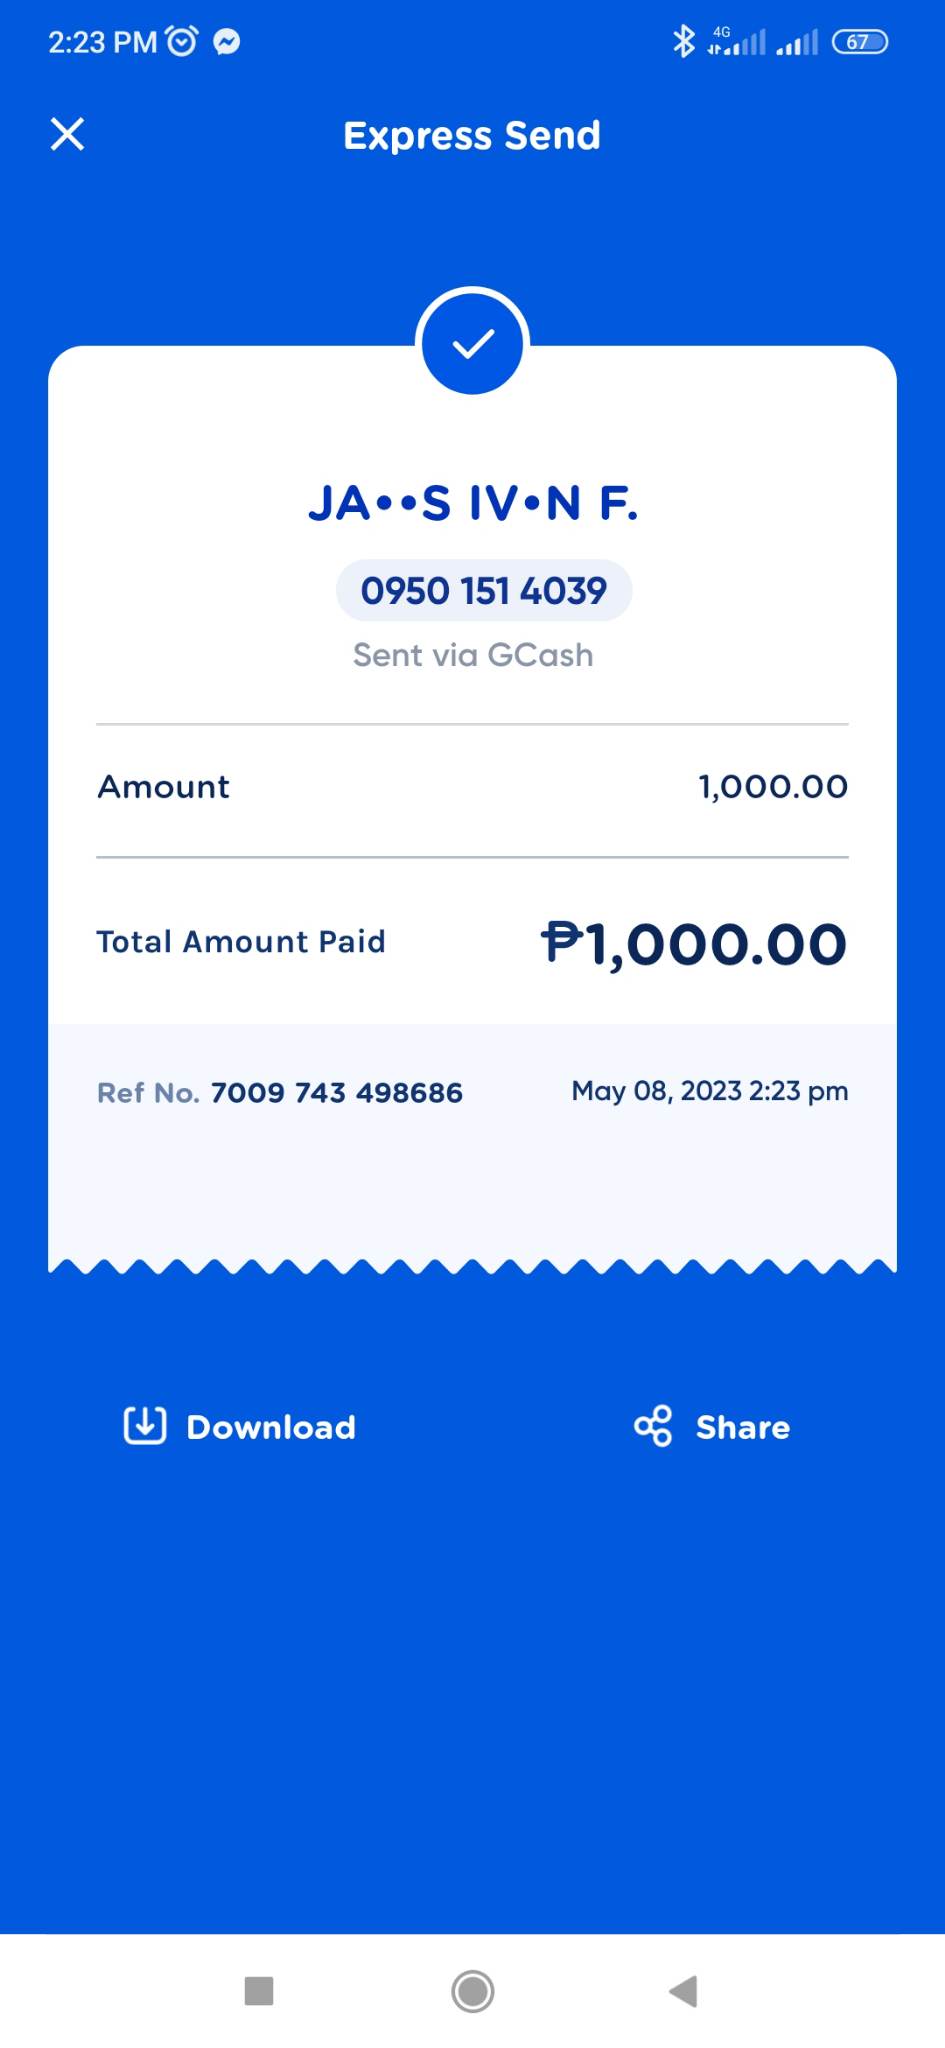 2:23 PM
4G
67
Express Send
JA••S IV•N F.
0950 151 4039
Sent via GCash
Amount 1,000.00
Total Amount Paid ₱1,000.00
Ref No. 7009 743 498686 May 08, 2023 2:23 pm
Download Share